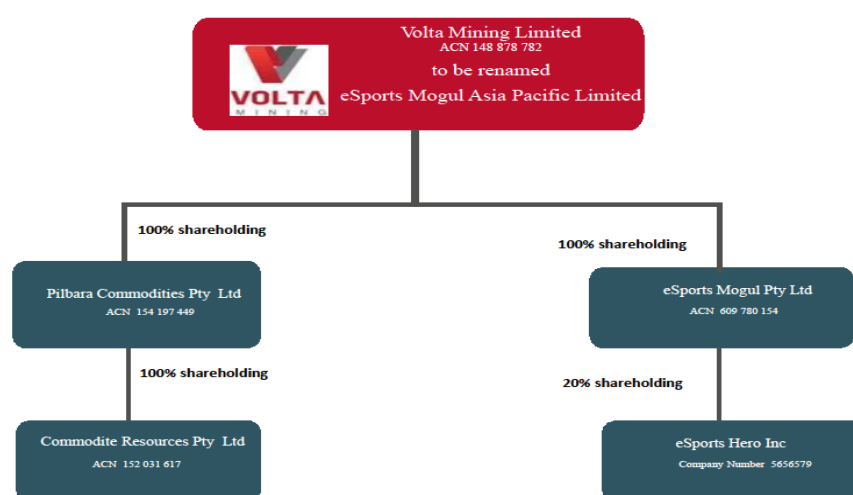 Volta Mining Limited
ACN 148 878 782
to be renamed
eSports Mogul Asia Pacific Limited
VOLTA
MINING
100% shareholding
100% shareholding
Pilbara Commodities Pty Ltd
ACN 154 197 449
eSports Mogul Pty Ltd
ACN 609 780 154
100% shareholding
20% shareholding
Commodite Resources Pty Ltd
ACN 152 031 617
eSports Hero Inc
Company Number 5656579